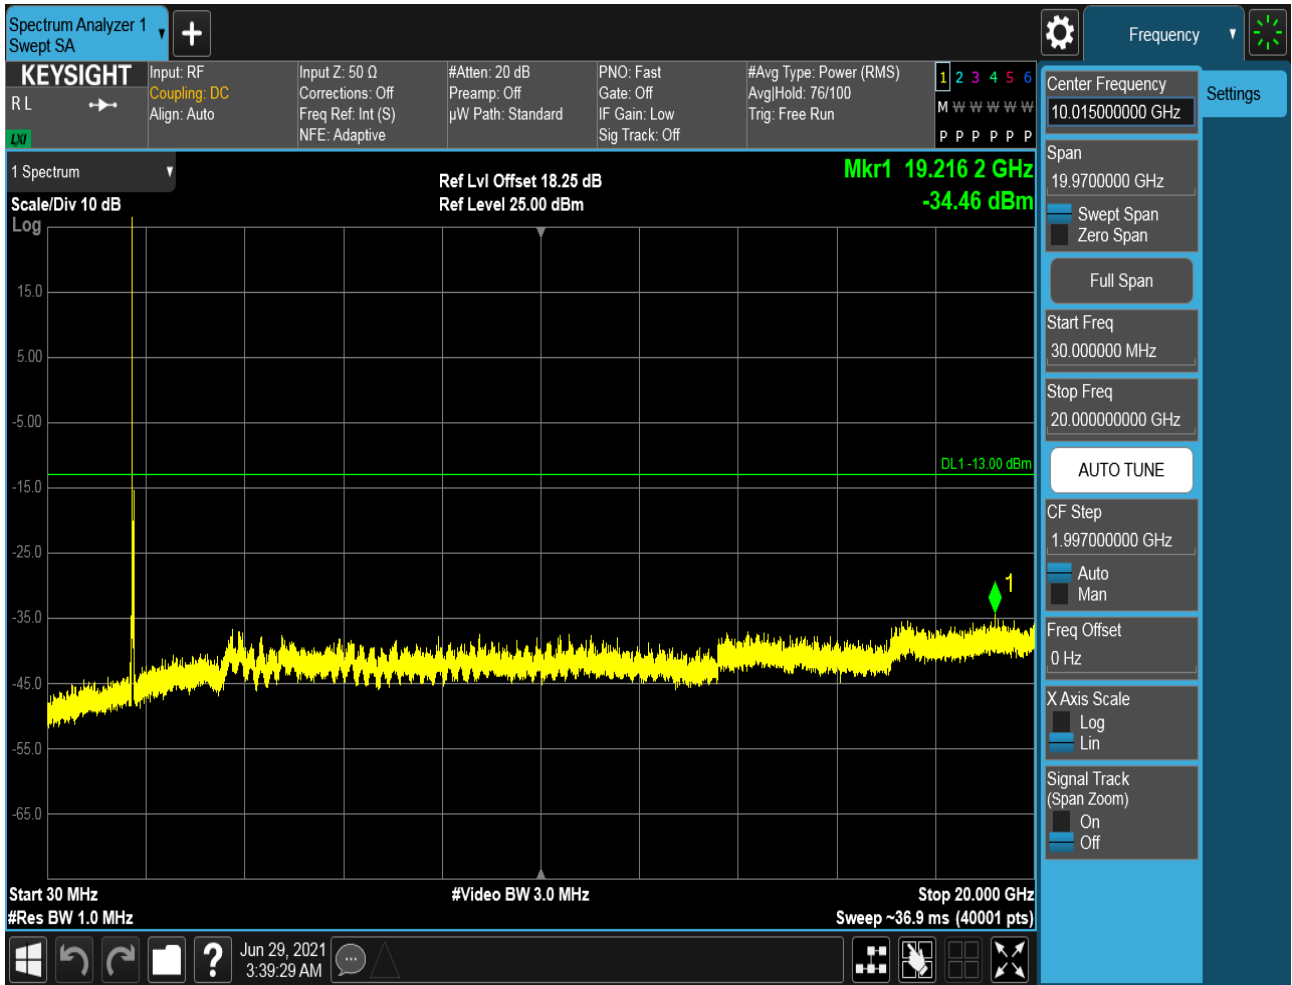 Spectrum Analyzer 1
Swept SA
Frequency
KEYSIGHT
R L
LXI
Input: RF
Coupling: DC
Align: Auto
Input Z: 50 Ω
Corrections: Off
Freq Ref: Int (S)
NFE: Adaptive
#Atten: 20 dB
Preamp: Off
µW Path: Standard
PNO: Fast
Gate: Off
IF Gain: Low
Sig Track: Off
#Avg Type: Power (RMS)
Avg|Hold: 76/100
Trig: Free Run
1 2 3 4 5 6
M W W W W W
P P P P P P
1 Spectrum
Scale/Div 10 dB
Log
Ref Lvl Offset 18.25 dB
Ref Level 25.00 dBm
Mkr1 19.216 2 GHz
-34.46 dBm
15.0
5.00
-5.00
-15.0
-25.0
-35.0
-45.0
-55.0
-65.0
DL1 -13.00 dBm
1
Start 30 MHz
#Res BW 1.0 MHz
#Video BW 3.0 MHz
Stop 20.000 GHz
Sweep ~36.9 ms (40001 pts)
?
Jun 29, 2021
3:39:29 AM
Center Frequency
10.015000000 GHz
Settings
Span
19.9700000 GHz
Swept Span
Zero Span
Full Span
Start Freq
30.000000 MHz
Stop Freq
20.000000000 GHz
AUTO TUNE
CF Step
1.997000000 GHz
Auto
Man
Freq Offset
0 Hz
X Axis Scale
Log
Lin
Signal Track
(Span Zoom)
On
Off